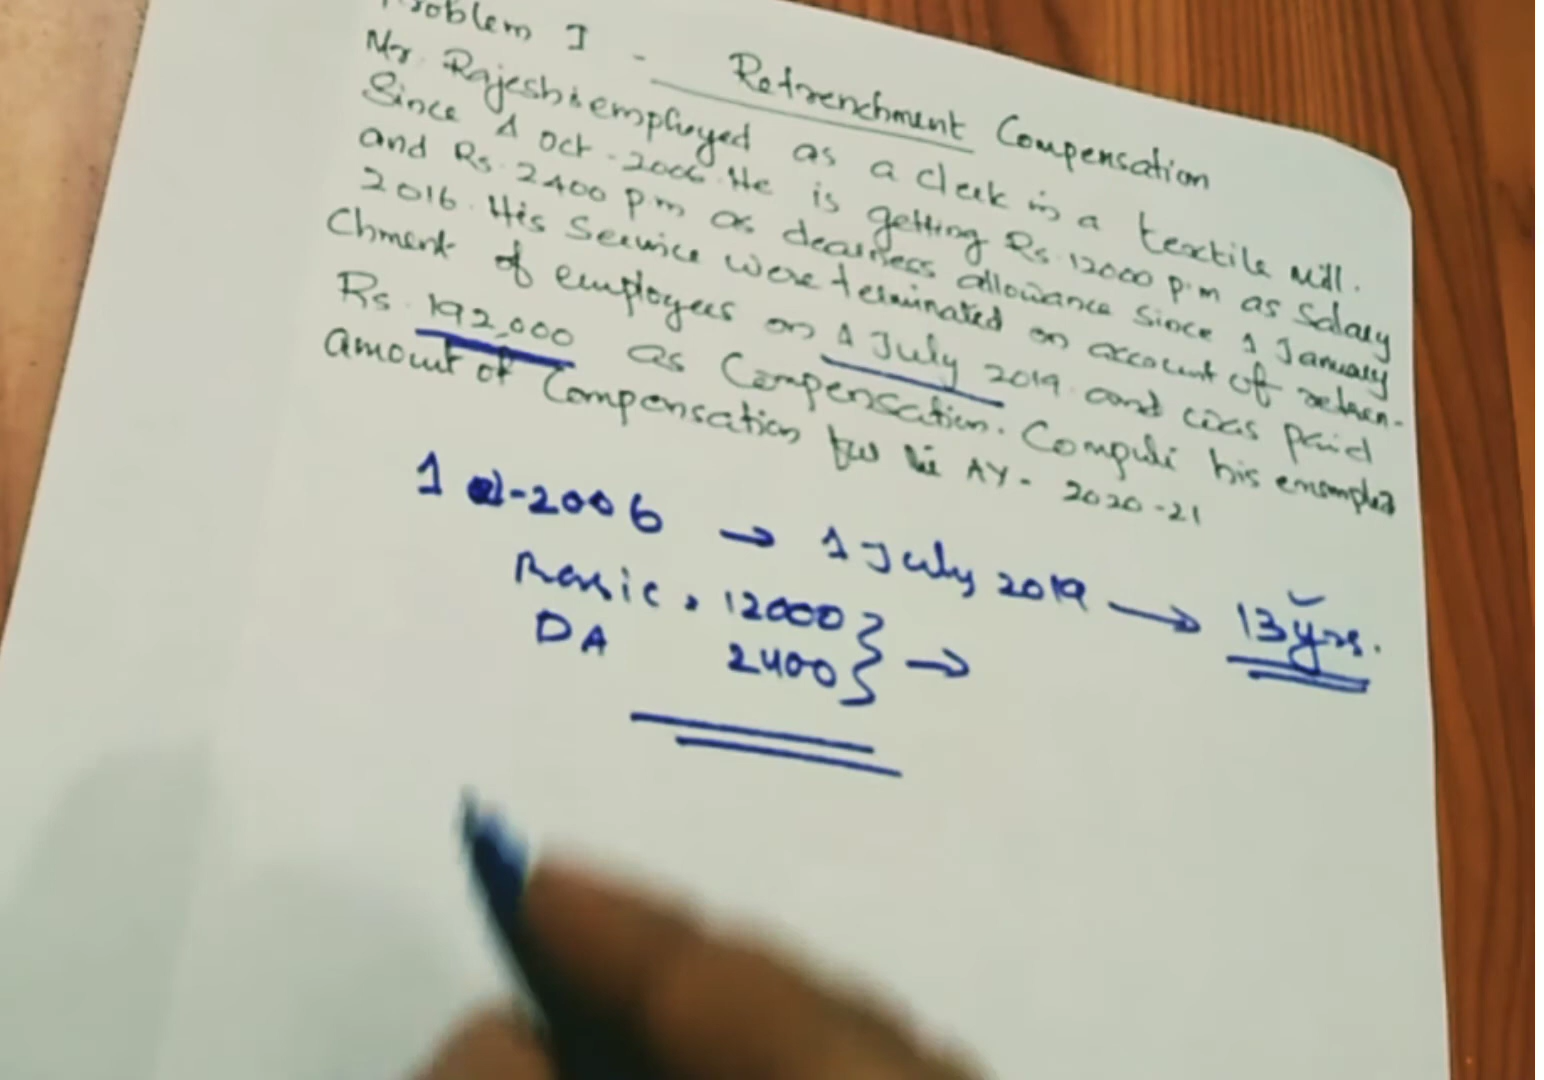 Problem I - Retrenchment Compensation
Mr. Rajesh is employed as a clerk in a textile Mill.
Since 1 Oct - 2006. He is getting Rs. 12000 p.m as Salary
and Rs. 2400 p.m as dearness allowance since 1 January
2016. His Service were terminated on account of retren-
Chment of employees on 1 July 2019 and was paid
Rs. 192,000 as Compensation. Compute his
amout of Compensation for AY - 2020-21
1 -2006 → 1 July 2019 → 13 yrs.
Basic 12000 } →
DA 2400